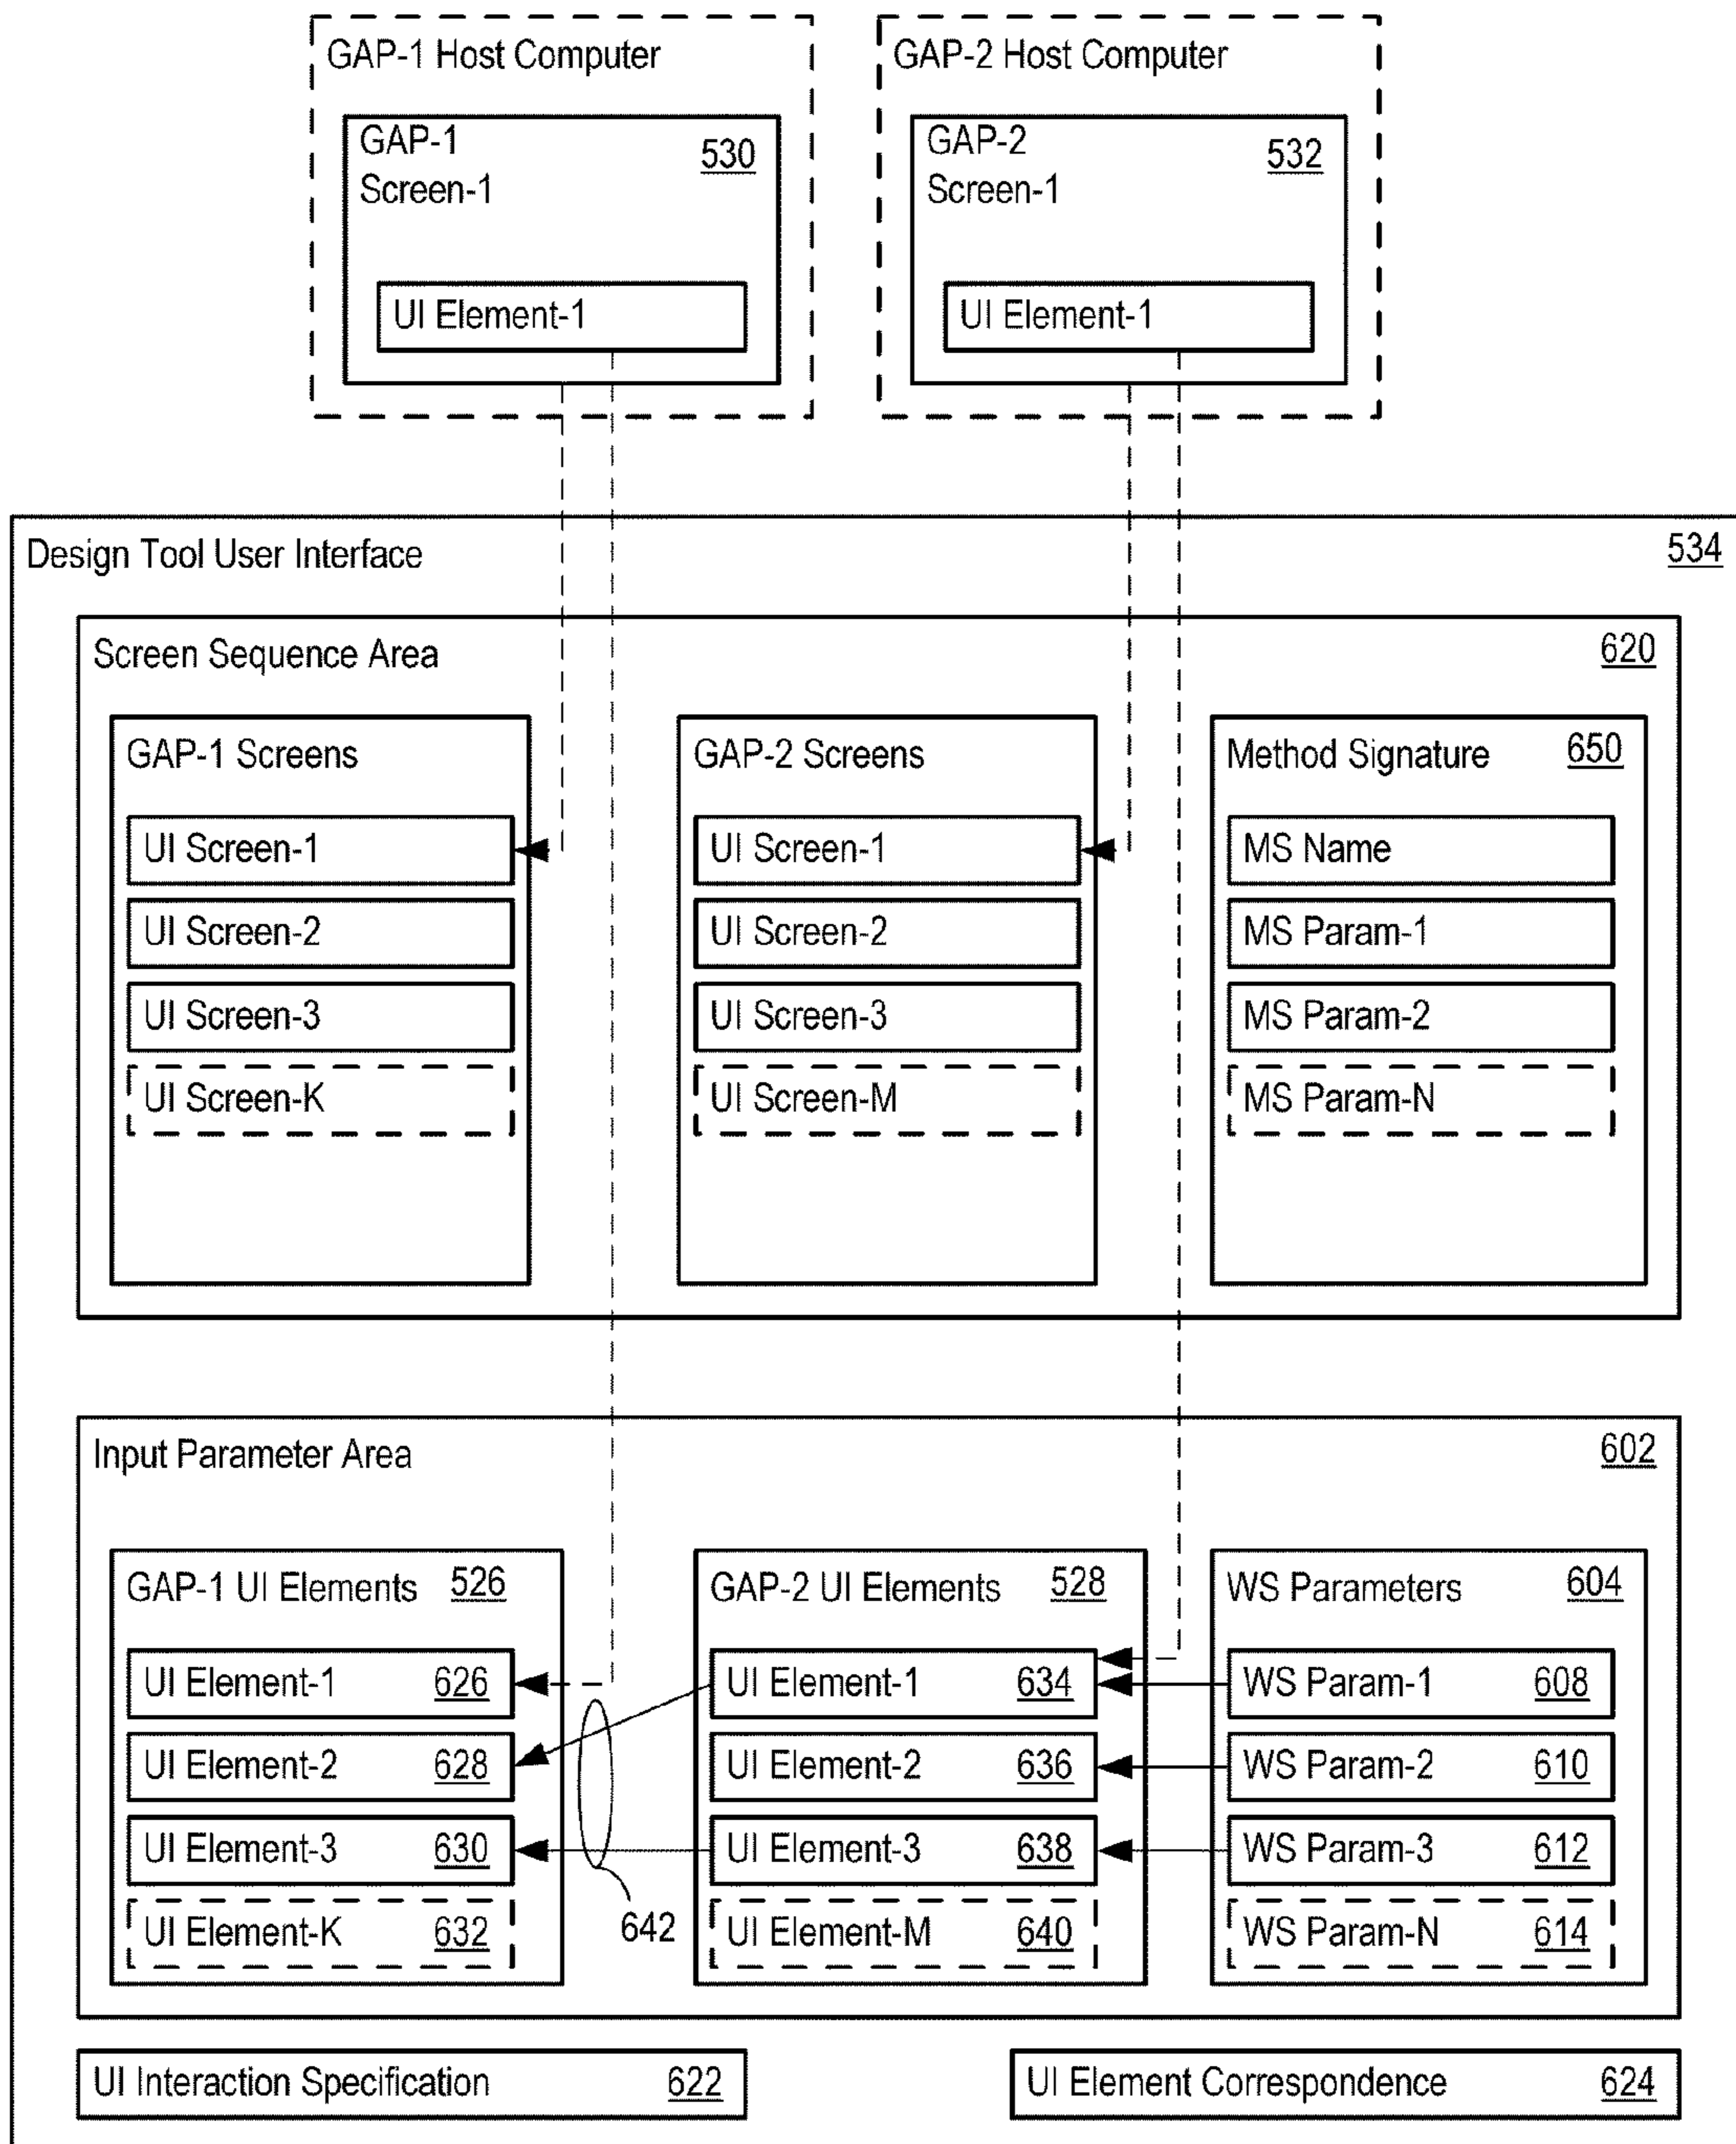 GAP-1 Host Computer
GAP-1
Screen-1
530
UI Element-1
GAP-2 Host Computer
GAP-2
Screen-1
532
UI Element-1
Design Tool User Interface 534
Screen Sequence Area 620
GAP-1 Screens
UI Screen-1
UI Screen-2
UI Screen-3
UI Screen-K
GAP-2 Screens
UI Screen-1
UI Screen-2
UI Screen-3
UI Screen-M
Method Signature 650
MS Name
MS Param-1
MS Param-2
MS Param-N
Input Parameter Area 602
GAP-1 UI Elements 526
UI Element-1 626
UI Element-2 628
UI Element-3 630
UI Element-K 632
642
GAP-2 UI Elements 528
UI Element-1 634
UI Element-2 636
UI Element-3 638
UI Element-M 640
WS Parameters 604
WS Param-1 608
WS Param-2 610
WS Param-3 612
WS Param-N 614
UI Interaction Specification 622
UI Element Correspondence 624